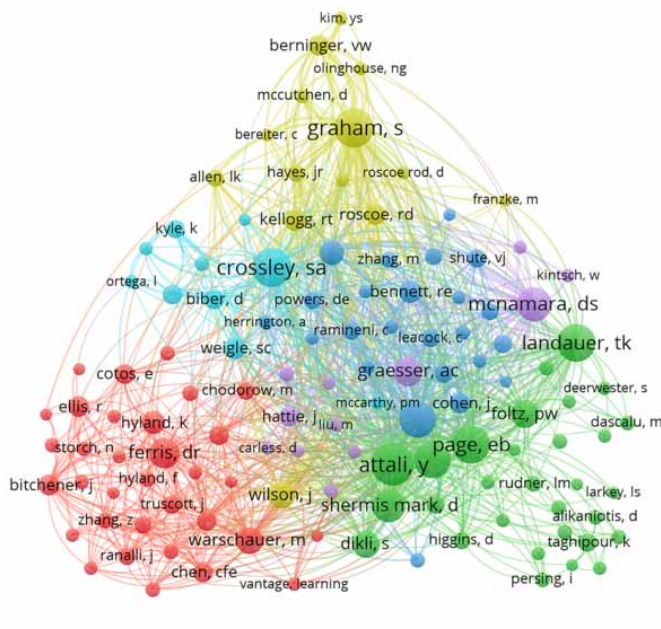 kim, ys
berninger, vw
olinghouse, ng
mccutchen, d
graham, s
bereiter, c
allen, lk
hayes, jr
roscoe rod, d
franzke, m
kellogg, rt
roscoe, rd
kyle, k
zhang, m
shute, vj
crossley, sa
kintsch, w
ortega, l
biber, d
powers, de
bennett, re
mcnamara, ds
herrington, a
ramineni, c
leacock, c
landauer, tk
weigle, sc
cotos, e
graesser, ac
chodorow, m
deerwester, s
mccarthy, pm
cohen, j
ellis, r
hyland, k
hattie, j
liu, m
foltz, pw
dascalu, m
storch, n
ferris, dr
carless, d
page, eb
attali, y
bitchener, j
hyland, f
wilson, j
rudner, lm
larkey, ls
truscott, j
shermis mark, d
alikaniotis, d
zhang, z
warschauer, m
dikli, s
higgins, d
taghipour, k
ranalli, j
chen, cfe
vantage, learning
persing, i